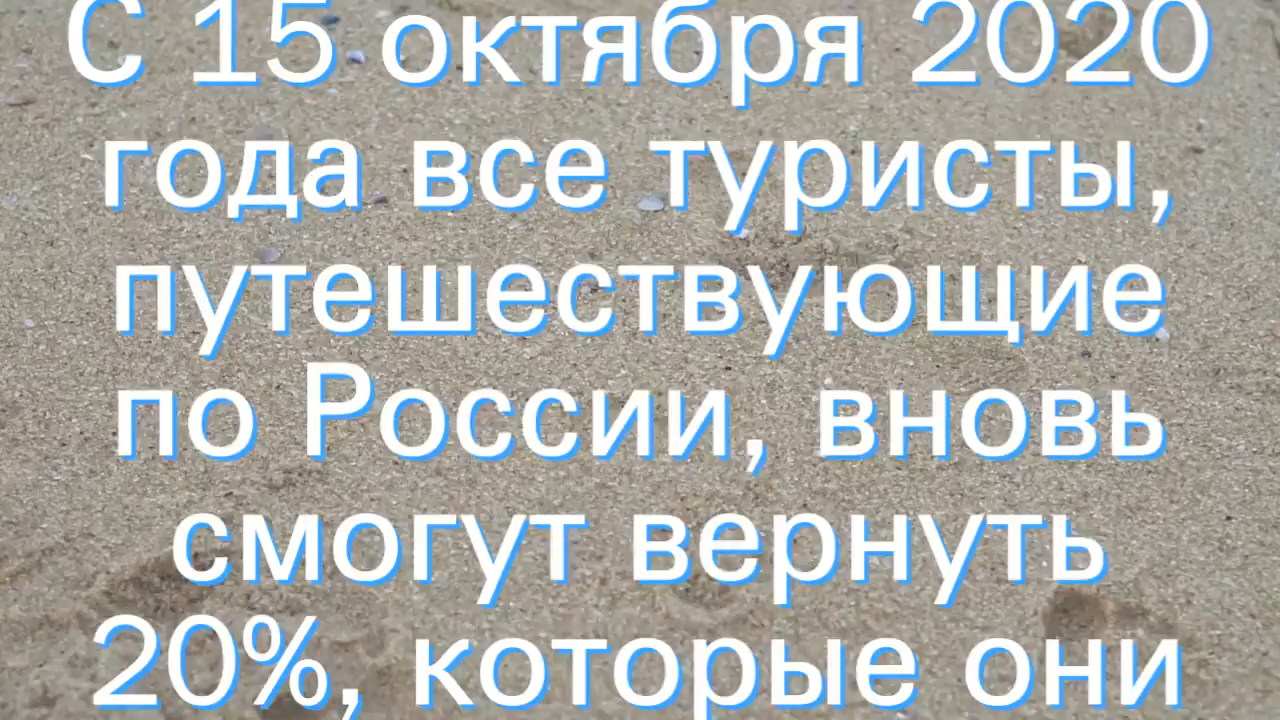 С 15 октября 2020
года все туристы,
путешествующие
по России, вновь
смогут вернуть
20%, которые они